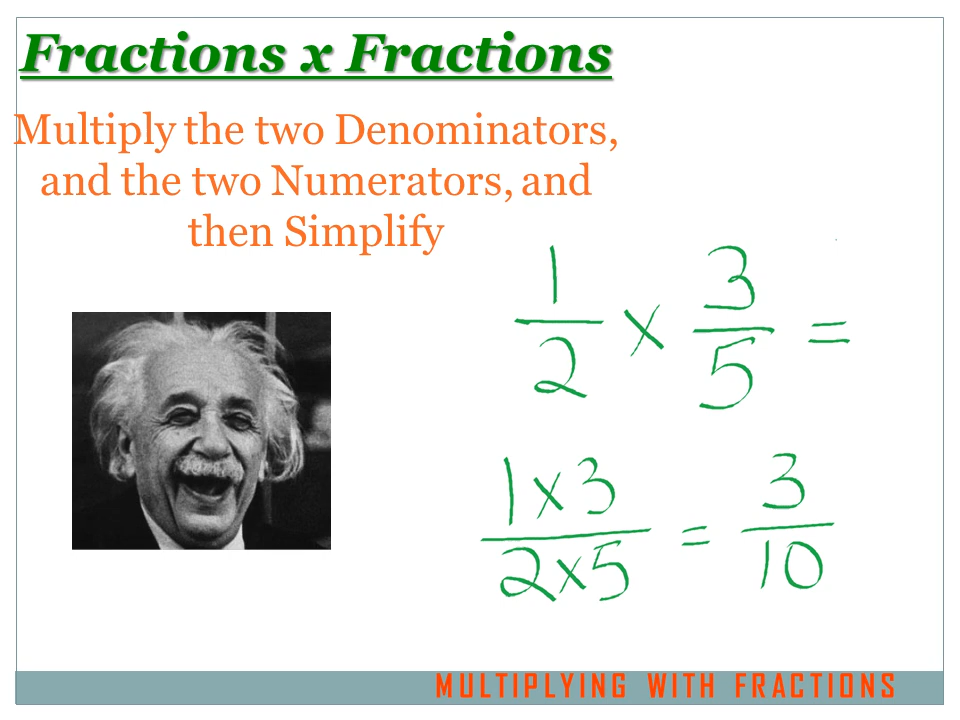 Fractions x Fractions
Multiply the two Denominators,
and the two Numerators, and
then Simplify
1/2 x 3/5 =
1x3/2x5 = 3/10
MULTIPLYING WITH FRACTIONS